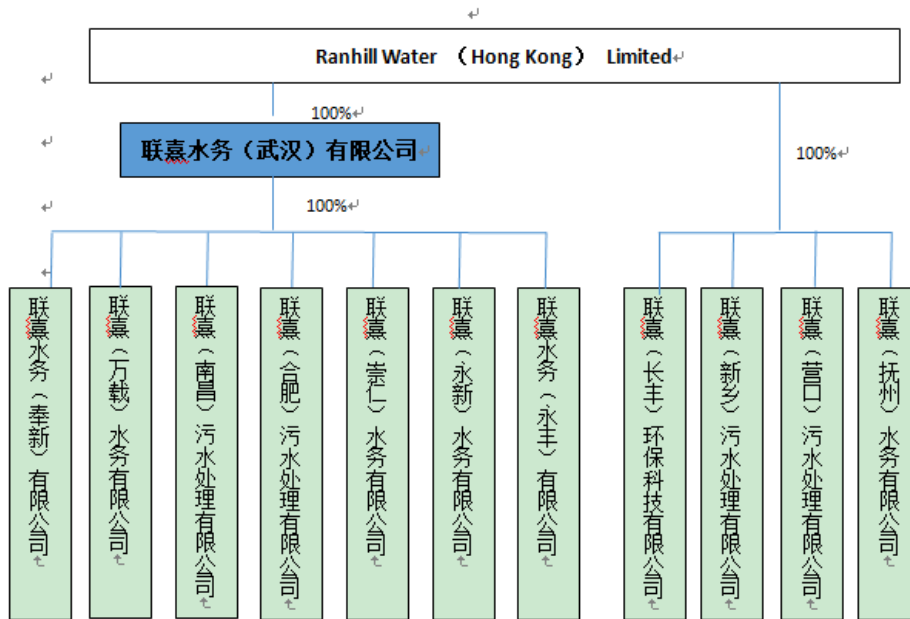 Ranhill Water （Hong Kong） Limited
100%
联熹水务（武汉）有限公司
100%
100%
联熹水务（奉新）有限公司
联熹（万载）水务有限公司
联熹（南昌）污水处理有限公司
联熹（合肥）污水处理有限公司
联熹（崇仁）水务有限公司
联熹（永新）水务有限公司
联熹水务（永丰）有限公司
联熹（长丰）环保科技有限公司
联熹（新乡）污水处理有限公司
联熹（营口）污水处理有限公司
联熹（抚州）水务有限公司